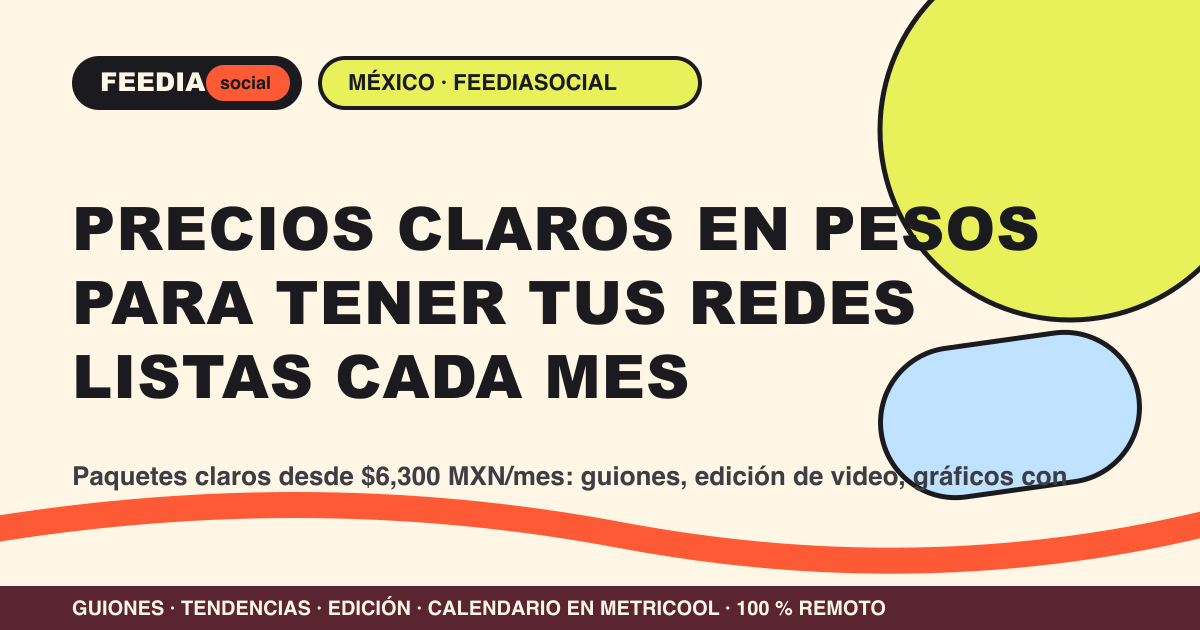 FEEDIA social
MÉXICO · FEEDIASOCIAL
PRECIOS CLAROS EN PESOS
PARA TENER TUS REDES
LISTAS CADA MES
Paquetes claros desde $6,300 MXN/mes: guiones, edición de video, gráficos con
GUIONES · TENDENCIAS · EDICIÓN · CALENDARIO EN METRICOOL · 100 % REMOTO